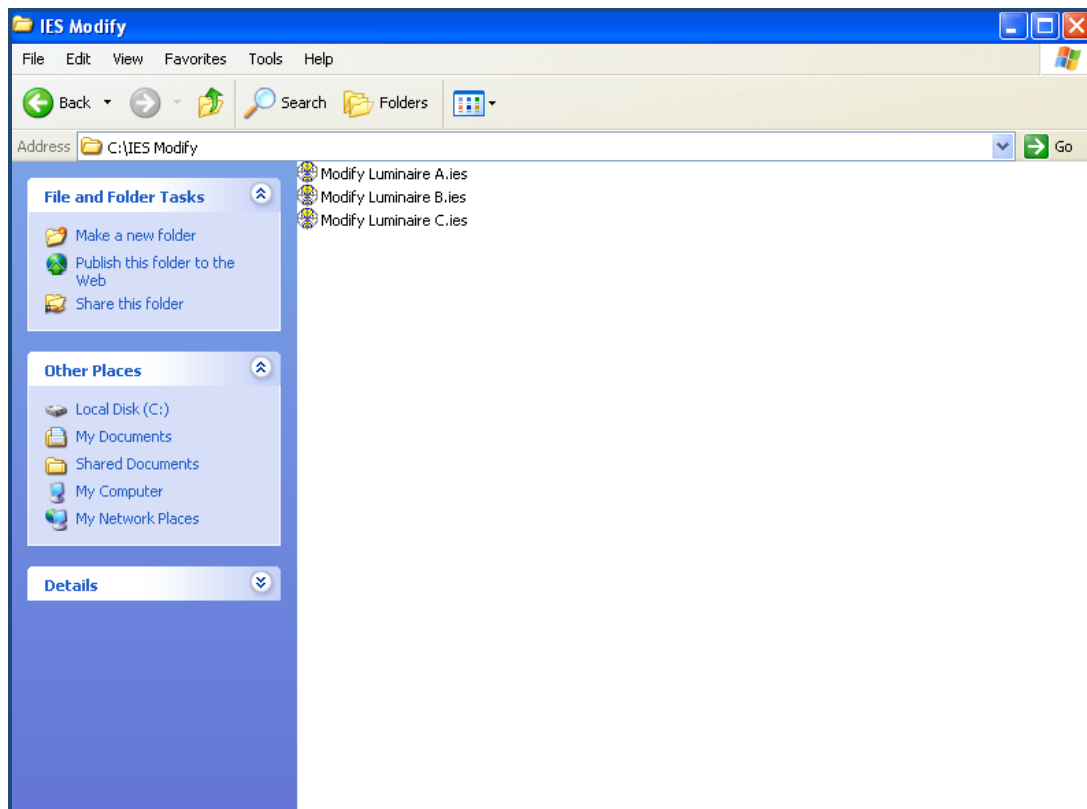 IES Modify
File Edit View Favorites Tools Help
Back Search Folders
Address C:\IES Modify Go
File and Folder Tasks
Make a new folder
Publish this folder to the
Web
Share this folder
Other Places
Local Disk (C:)
My Documents
Shared Documents
My Computer
My Network Places
Details
Modify Luminaire A.ies
Modify Luminaire B.ies
Modify Luminaire C.ies